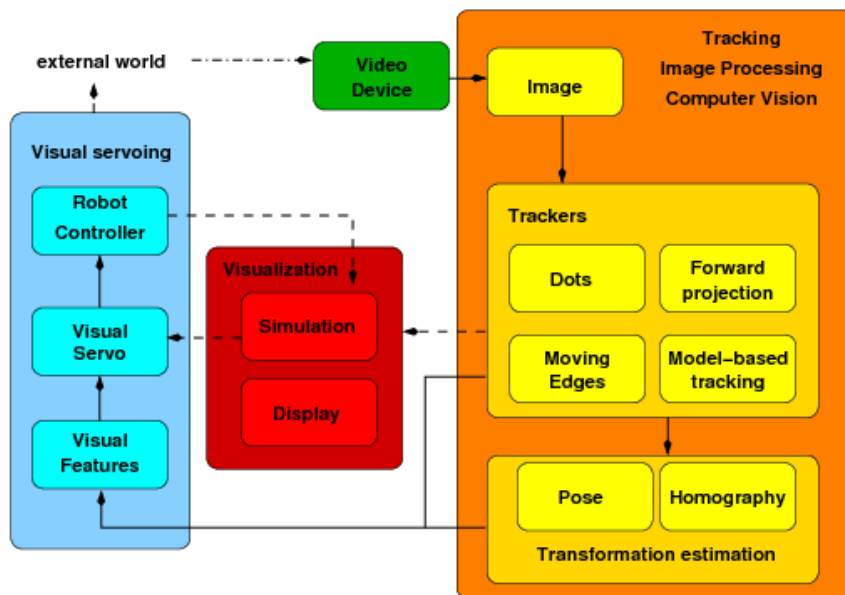 external world
Video
Device
Image
Tracking
Image Processing
Computer Vision
Visual servoing
Robot
Controller
Visual
Servo
Visual
Features
Visualization
Simulation
Display
Trackers
Dots
Forward
projection
Moving
Edges
Model-based
tracking
Pose
Homography
Transformation estimation